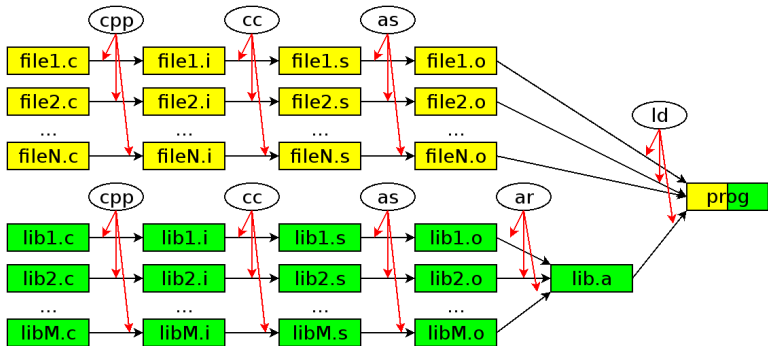 cpp cc as
file1.c file1.i file1.s file1.o
file2.c file2.i file2.s file2.o
... ... ... ...
ld
fileN.c fileN.i fileN.s fileN.o
cpp cc as ar prog
lib1.c lib1.i lib1.s lib1.o
lib2.c lib2.i lib2.s lib2.o lib.a
... ... ... ...
libM.c libM.i libM.s libM.o